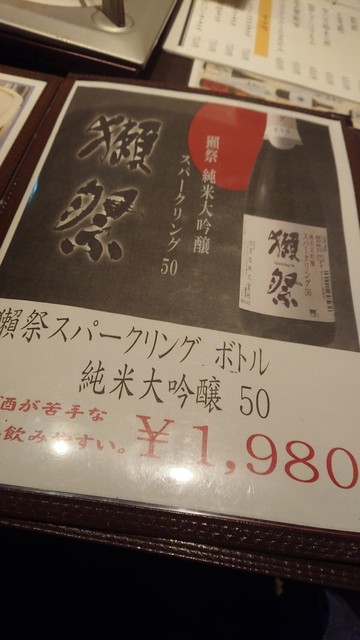 獺祭
獺祭 純米大吟醸
スパークリング 50
獺祭
獺祭スパークリング ボトル
純米大吟醸 50
酒が苦手な
飲みやすい。
¥1,980